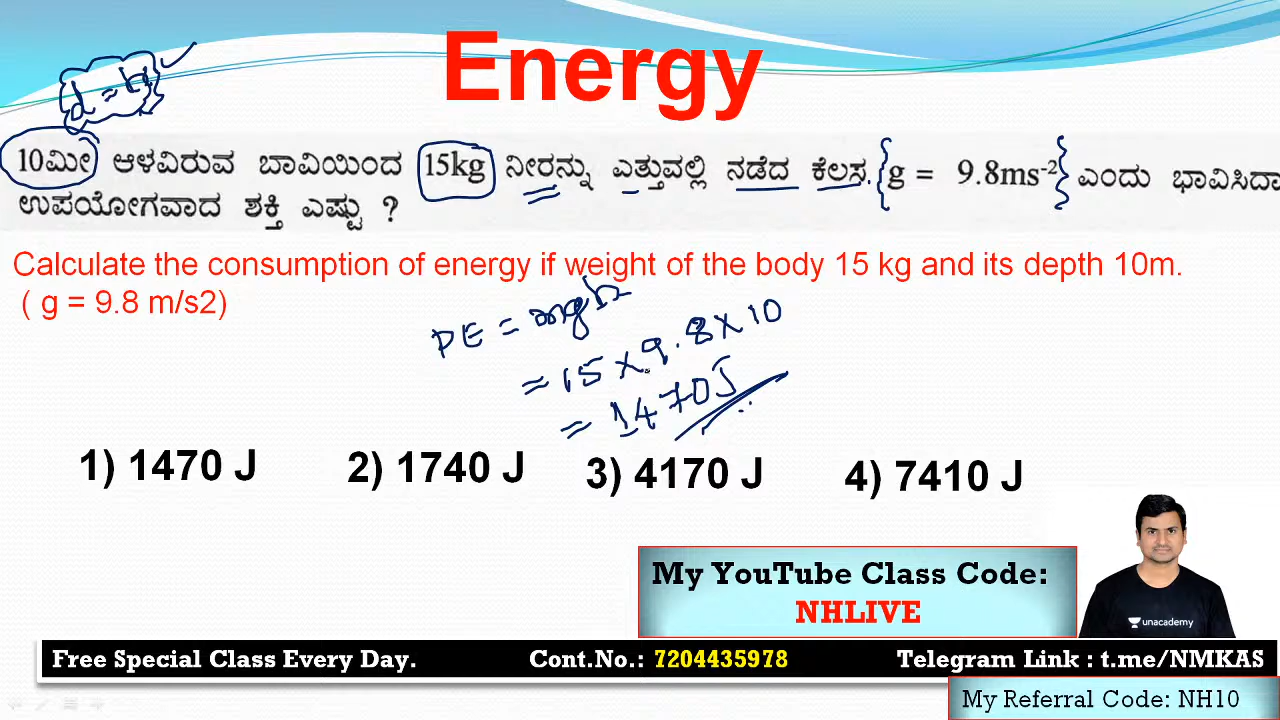 Energy
d = h
10ಮೀ ಆಳವಿರುವ ಬಾವಿಯಿಂದ 15kg ನೀರನ್ನು ಎತ್ತುವಲ್ಲಿ ನಡೆದ ಕೆಲಸ. g = 9.8ms⁻² ಎಂದು ಭಾವಿಸಿದಾ
ಉಪಯೋಗವಾದ ಶಕ್ತಿ ಎಷ್ಟು ?
Calculate the consumption of energy if weight of the body 15 kg and its depth 10m.
( g = 9.8 m/s2)
PE = mgh
= 15 × 9.8 × 10
= 1470 J
1) 1470 J 2) 1740 J 3) 4170 J 4) 7410 J
My YouTube Class Code:
NHLIVE
unacademy
Free Special Class Every Day. Cont.No.: 7204435978 Telegram Link : t.me/NMKAS
My Referral Code: NH10